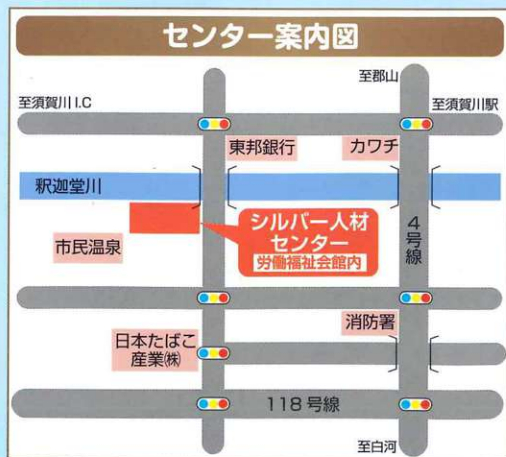 センター案内図
至郡山
至須賀川I.C
至須賀川駅
東邦銀行
カワチ
釈迦堂川
シルバー人材
センター
労働福祉会館内
市民温泉
4号線
消防署
日本たばこ
産業㈱
118号線
至白河